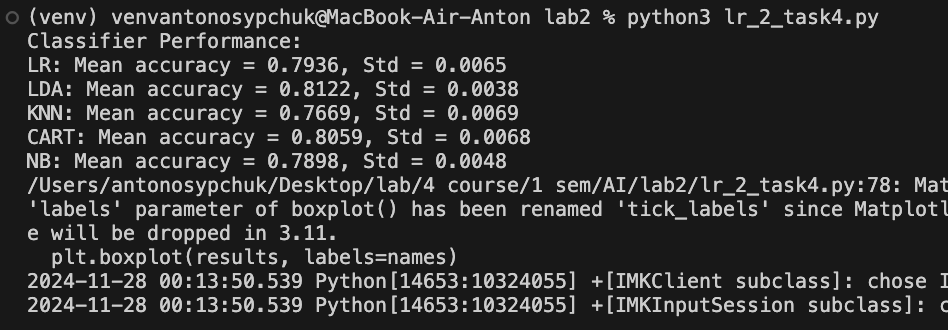 (venv) venvantonosypchuk@MacBook-Air-Anton lab2 % python3 lr_2_task4.py
Classifier Performance:
LR: Mean accuracy = 0.7936, Std = 0.0065
LDA: Mean accuracy = 0.8122, Std = 0.0038
KNN: Mean accuracy = 0.7669, Std = 0.0069
CART: Mean accuracy = 0.8059, Std = 0.0068
NB: Mean accuracy = 0.7898, Std = 0.0048
/Users/antonosypchuk/Desktop/lab/4 course/1 sem/AI/lab2/lr_2_task4.py:78: Mat
'labels' parameter of boxplot() has been renamed 'tick_labels' since Matplotl
e will be dropped in 3.11.
  plt.boxplot(results, labels=names)
2024-11-28 00:13:50.539 Python[14653:10324055] +[IMKClient subclass]: chose I
2024-11-28 00:13:50.539 Python[14653:10324055] +[IMKInputSession subclass]: c